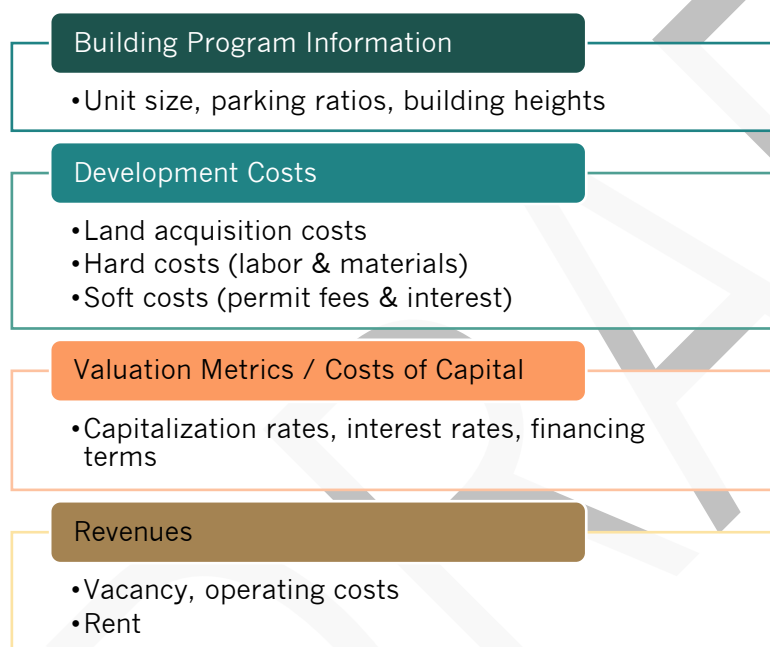 Building Program Information
•Unit size, parking ratios, building heights
Development Costs
•Land acquisition costs
•Hard costs (labor & materials)
•Soft costs (permit fees & interest)
Valuation Metrics / Costs of Capital
•Capitalization rates, interest rates, financing
terms
Revenues
•Vacancy, operating costs
•Rent